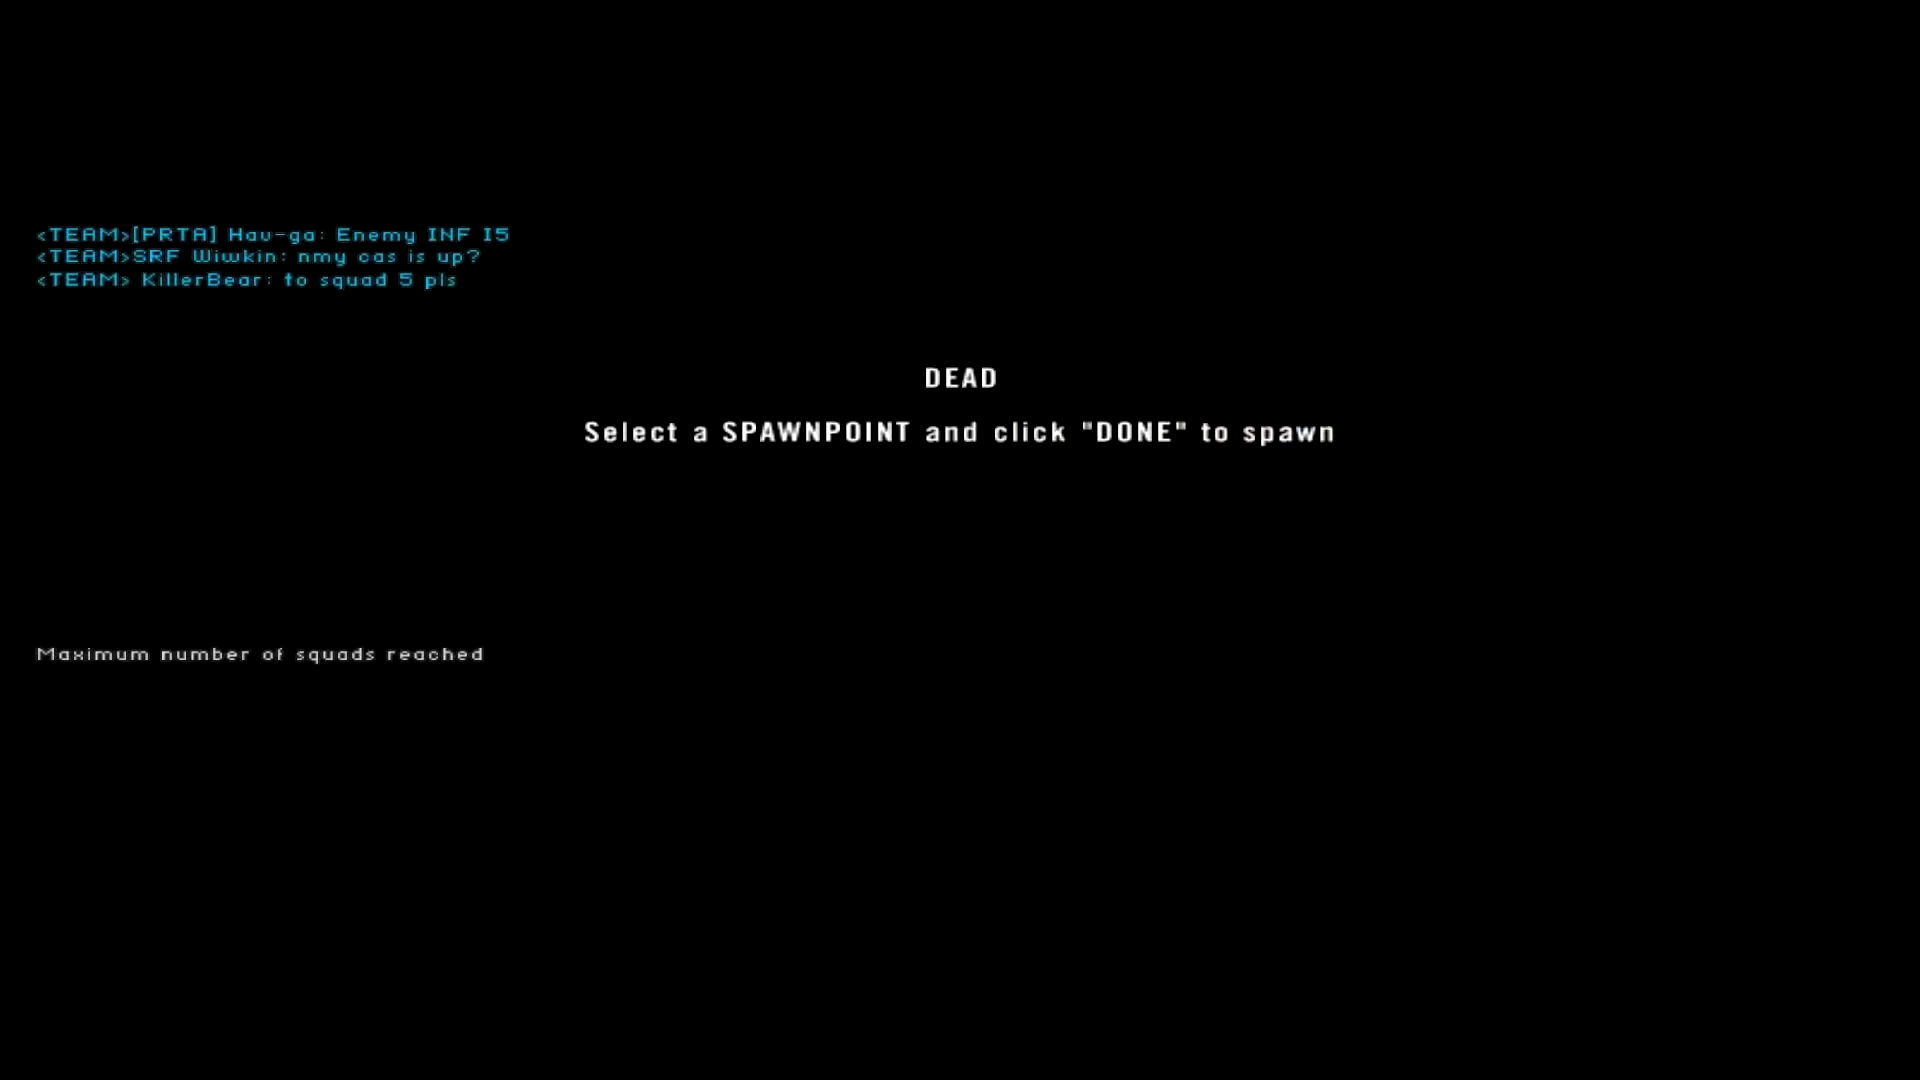 <TEAM>[PRTA] Hav-ga: Enemy INF I5
<TEAM>SRF Wiwkin: nmy cas is up?
<TEAM> KillerBear: to squad 5 pls
DEAD
Select a SPAWNPOINT and click "DONE" to spawn
Maximum number of squads reached